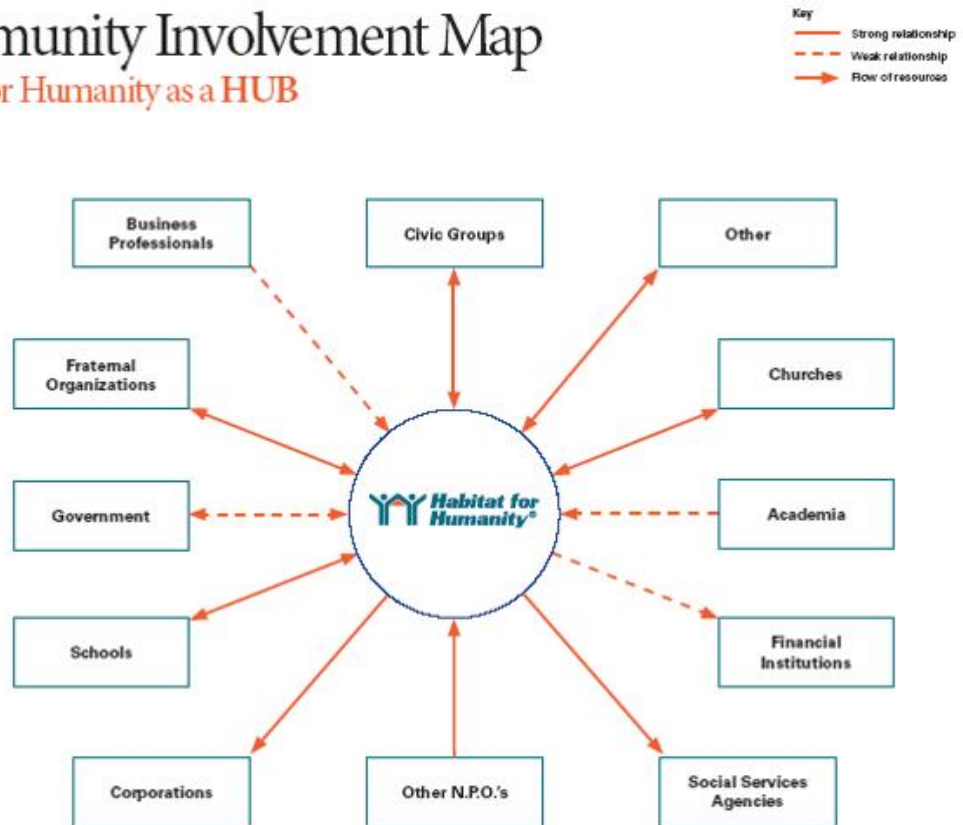 munity Involvement Map
r Humanity as a HUB
Key
Strong relationship
Weak relationship
Flow of resources
Business
Professionals
Civic Groups
Other
Fraternal
Organizations
Churches
Habitat for
Humanity®
Government
Academia
Schools
Financial
Institutions
Corporations
Other N.P.O.'s
Social Services
Agencies